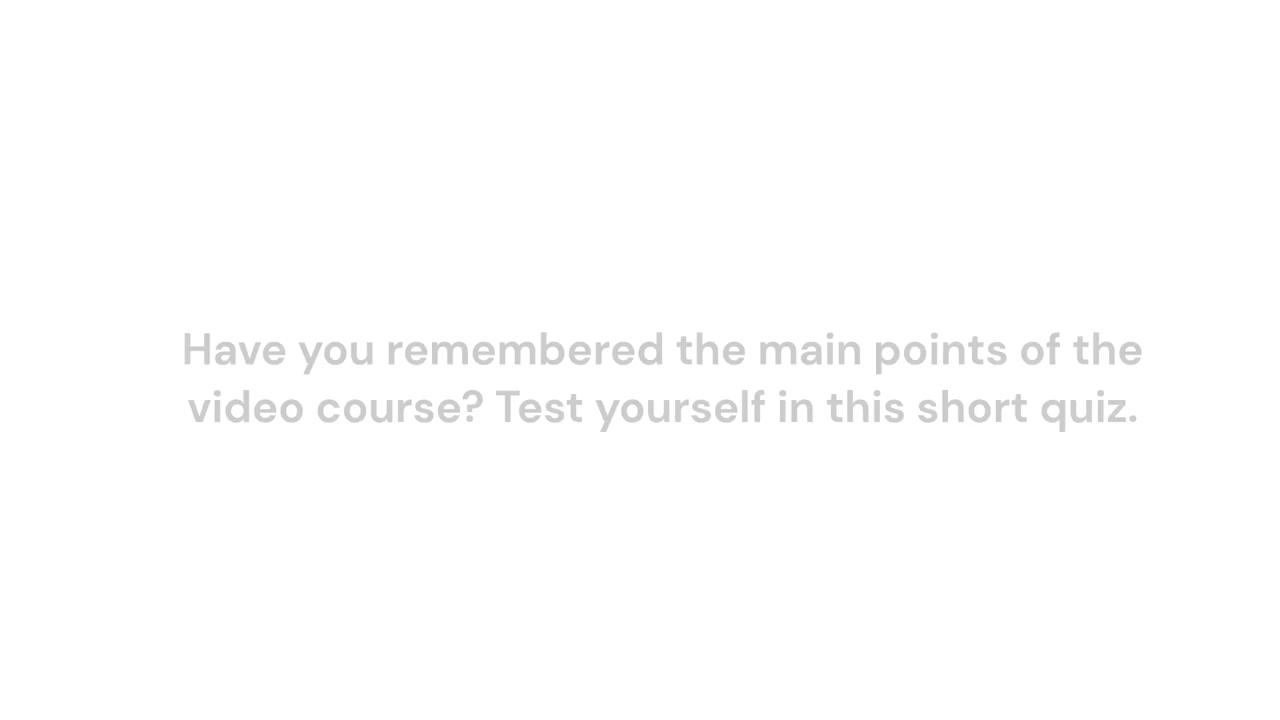 Have you remembered the main points of the
video course? Test yourself in this short quiz.